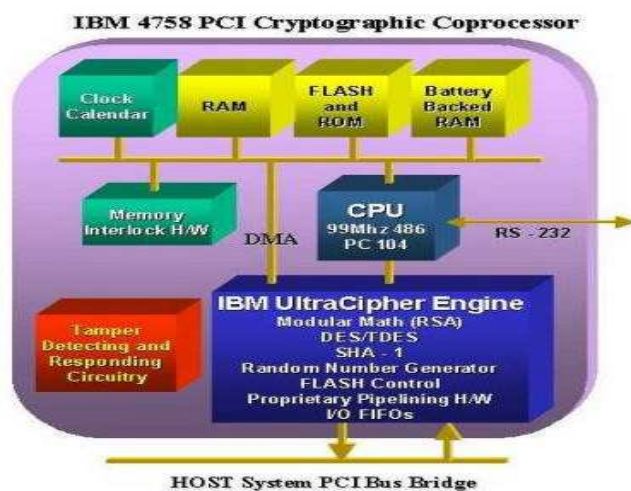 IBM 4758 PCI Cryptographic Coprocessor
Clock
Calendar
RAM
FLASH
and
ROM
Battery
Backed
RAM
Memory
Interlock H/W
DMA
CPU
99Mhz 486
PC 104
RS - 232
Tamper
Detecting and
Responding
Circuitry
IBM UltraCipher Engine
Modular Math (RSA)
DES/TDES
SHA - 1
Random Number Generator
FLASH Control
Proprietary Pipelining H/W
I/O FIFOs
HOST System PCI Bus Bridge